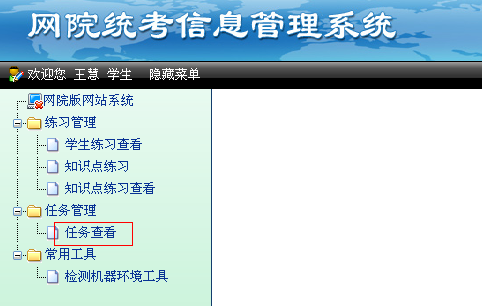 网院统考信息管理系统
欢迎您 王慧 学生 隐藏菜单
网院版网站系统
练习管理
学生练习查看
知识点练习
知识点练习查看
任务管理
任务查看
常用工具
检测机器环境工具